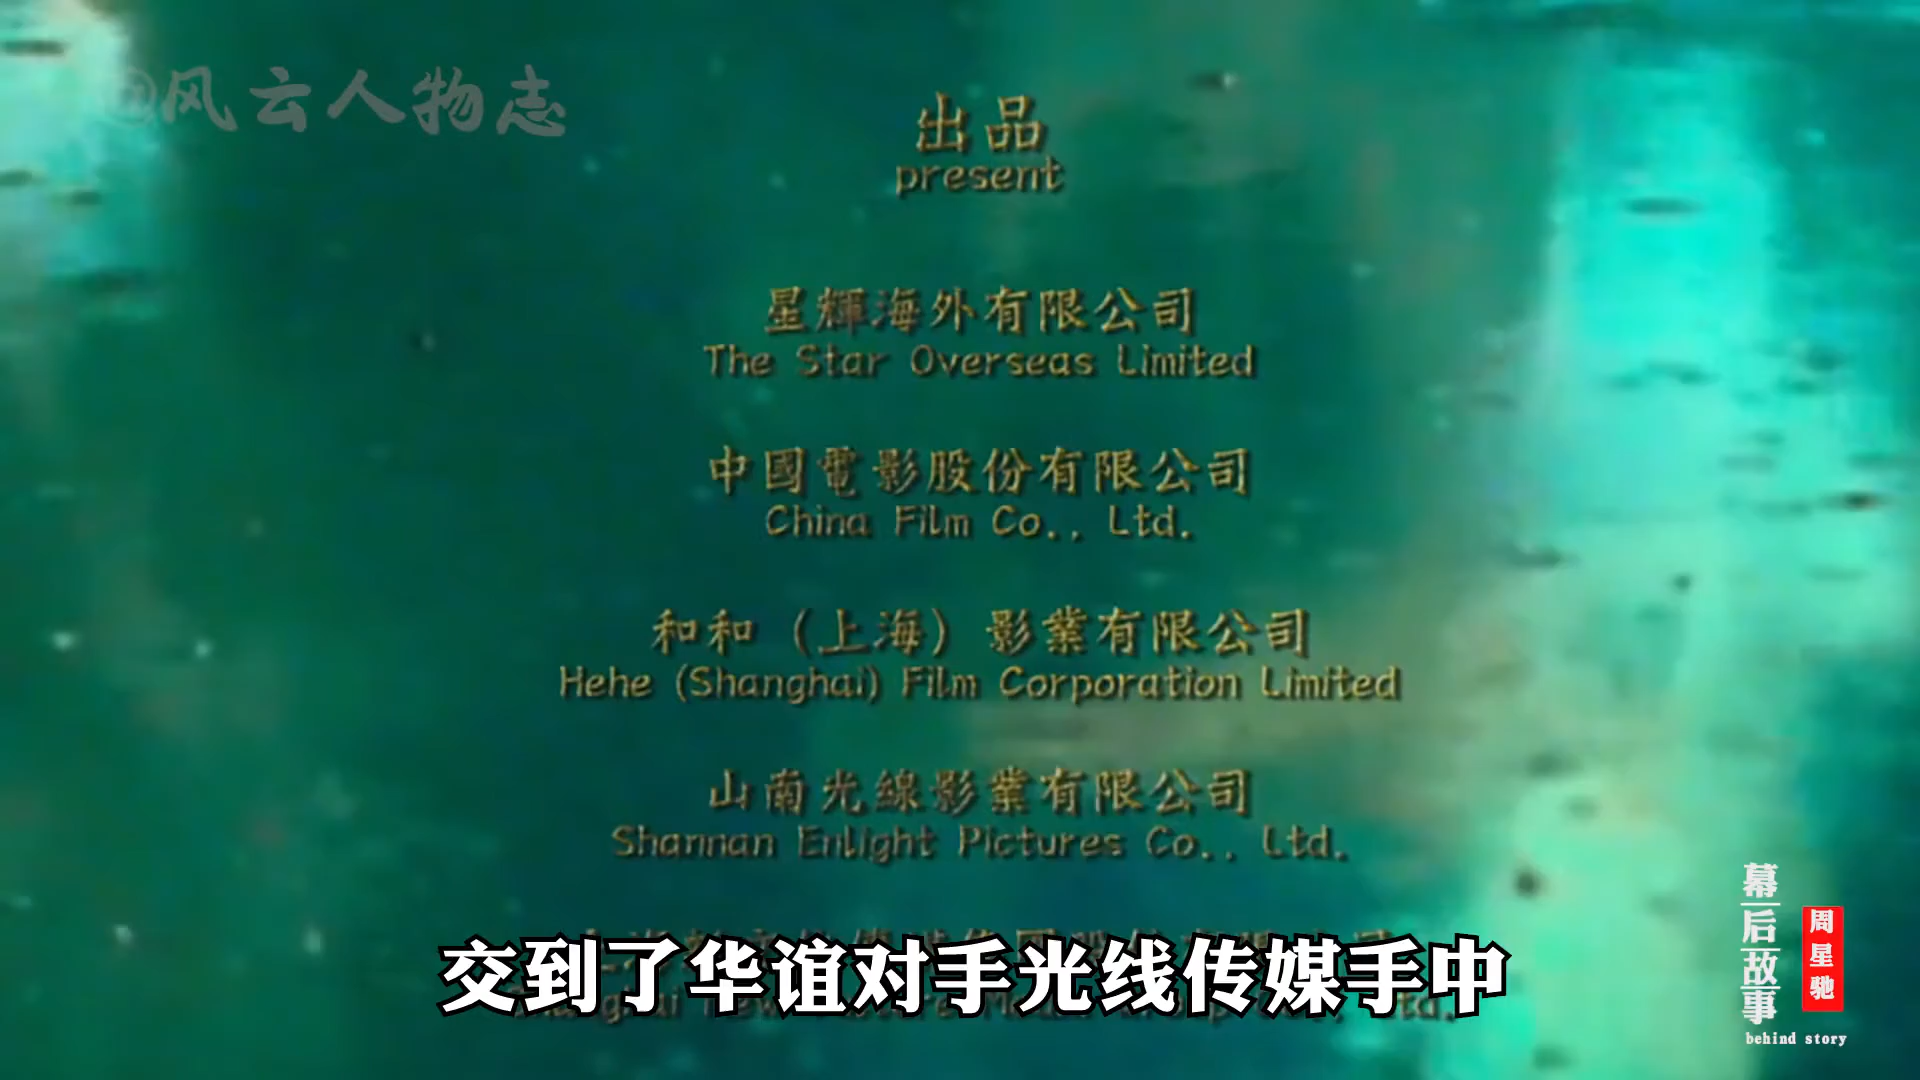 @风云人物志
出品
present
星輝海外有限公司
The Star Overseas Limited
中國電影股份有限公司
China Film Co., Ltd.
和和（上海）影業有限公司
Hehe (Shanghai) Film Corporation Limited
山南光線影業有限公司
Shannan Enlight Pictures Co., Ltd.
交到了华谊对手光线传媒手中
幕后故事
周星驰
behind story